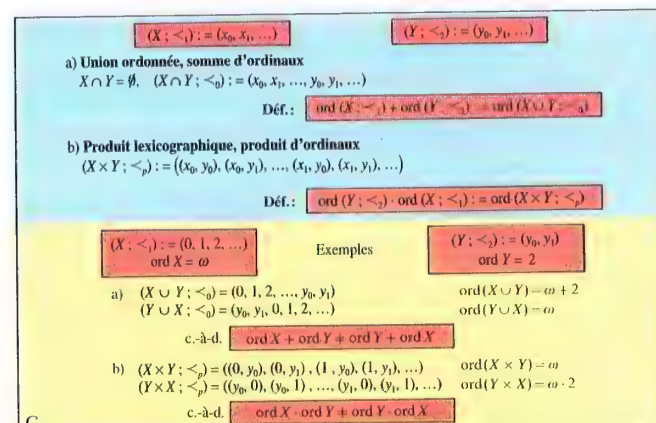 (X ; <₁) : = (x₀, x₁, …) (Y ; <₂) : = (y₀, y₁, …)
a) Union ordonnée, somme d'ordinaux
X ∩ Y = ∅, (X ∩ Y ; <₀) : = (x₀, x₁, …, y₀, y₁, …)
Déf. : ord (X ; <₁) + ord (Y ; <₂) : = ord (X ∪ Y ; <₀)
b) Produit lexicographique, produit d'ordinaux
(X × Y ; <ₚ) : = ((x₀, y₀), (x₀, y₁), …, (x₁, y₀), (x₁, y₁), …)
Déf. : ord (Y ; <₂) · ord (X ; <₁) : = ord (X × Y ; <ₚ)
(X ; <₁) : = (0, 1, 2, …) Exemples (Y ; <₂) : = (y₀, y₁)
ord X = ω ord Y = 2
a) (X ∪ Y ; <₀) = (0, 1, 2, …, y₀, y₁) ord(X ∪ Y) = ω + 2
(Y ∪ X ; <₀) = (y₀, y₁, 0, 1, 2, …) ord(Y ∪ X) = ω
c.-à-d. ord X + ord Y ≠ ord Y + ord X
b) (X × Y ; <ₚ) = ((0, y₀), (0, y₁) , (1 , y₀), (1, y₁), …) ord(X × Y) = ω
(Y × X ; <ₚ) = ((y₀, 0), (y₀, 1) , …, (y₁, 0), (y₁, 1), …) ord(Y × X) = ω · 2
c.-à-d. ord X · ord Y ≠ ord Y · ord X
C